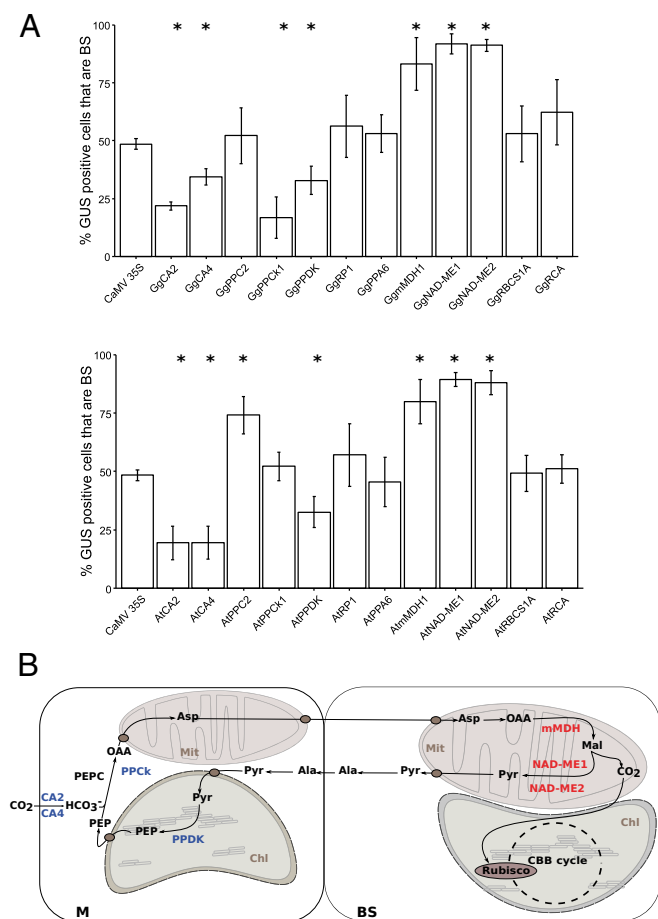 A
% GUS positive cells that are BS
100
75
50
25
0
* * * * * * *
CaMV 35S
GgCA2
GgCA4
GgPPC2
GgPPCk1
GgPPDK
GgRP1
GgPPA6
GgmMDH1
GgNAD-ME1
GgNAD-ME2
GgRBCS1A
GgRCA
% GUS positive cells that are BS
100
75
50
25
0
* * * * * * *
CaMV 35S
AtCA2
AtCA4
AtPPC2
AtPPCk1
AtPPDK
AtRP1
AtPPA6
AtmMDH1
AtNAD-ME1
AtNAD-ME2
AtRBCS1A
AtRCA
B
Asp
Mit
OAA
PEPC
PPCk
CO2
CA2
CA4
HCO3-
PEP
Pyr
Ala
Ala
Pyr
Pyr
PEP
PPDK
Chl
M
Asp
OAA
mMDH
Mal
Mit
NAD-ME1
Pyr
NAD-ME2
CO2
Chl
CBB cycle
Rubisco
BS